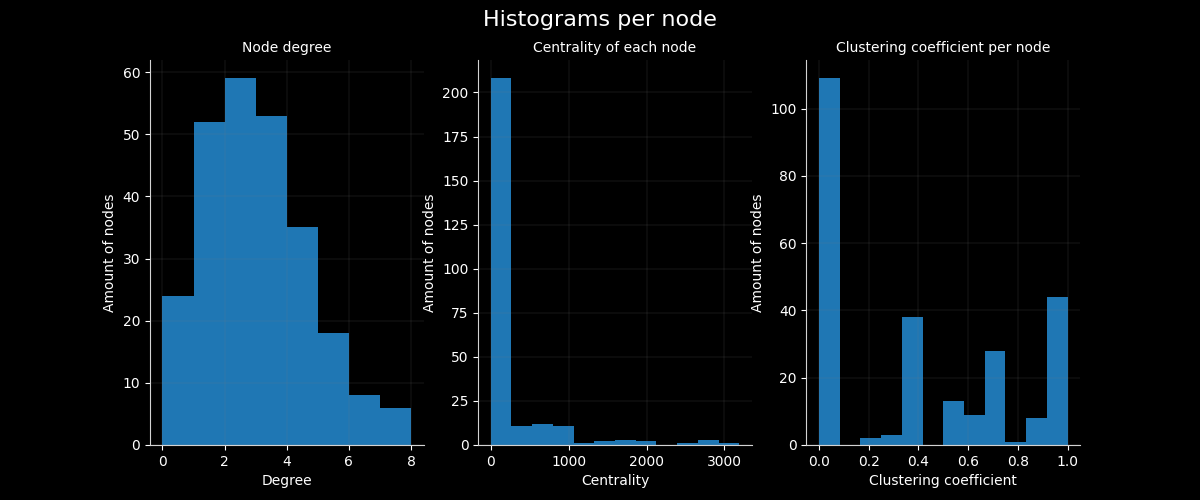 Histograms per node
Node degree
Amount of nodes
60
50
40
30
20
10
0
0 2 4 6 8
Degree
Centrality of each node
Amount of nodes
200
175
150
125
100
75
50
25
0
0 1000 2000 3000
Centrality
Clustering coefficient per node
Amount of nodes
100
80
60
40
20
0
0.0 0.2 0.4 0.6 0.8 1.0
Clustering coefficient